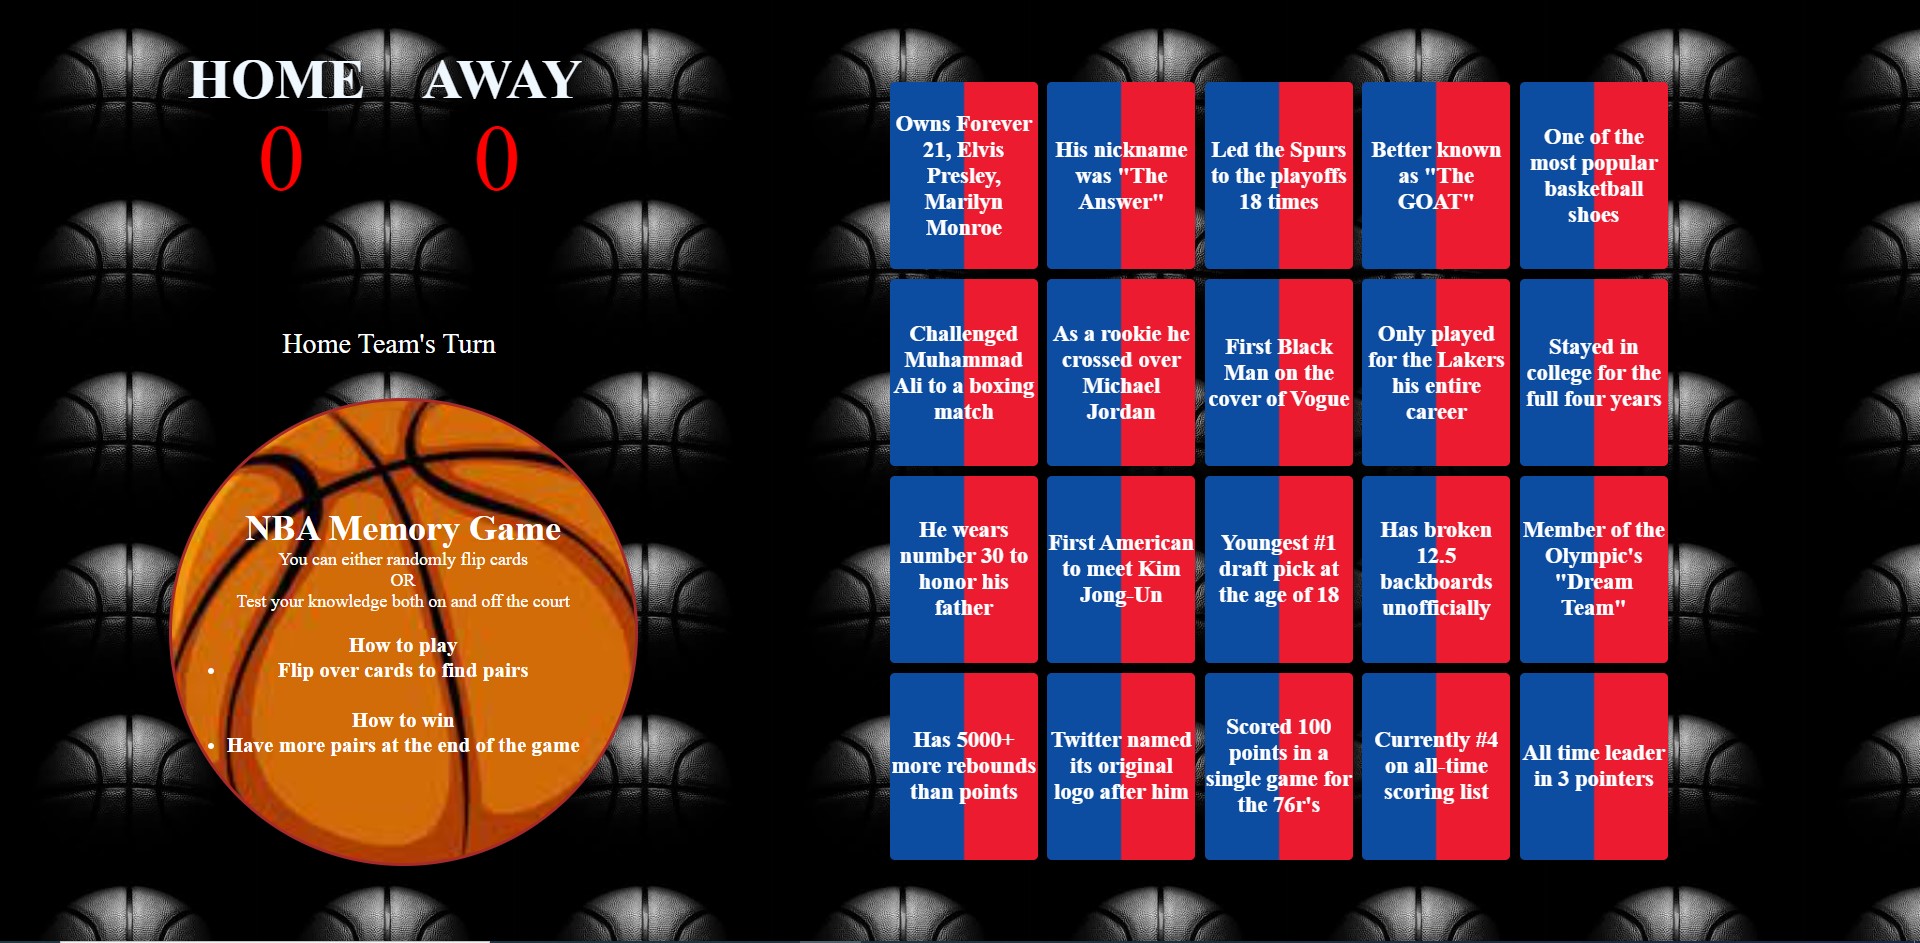 HOME AWAY
0 0
Home Team's Turn
NBA Memory Game
You can either randomly flip cards
OR
Test your knowledge both on and off the court
How to play
• Flip over cards to find pairs
How to win
• Have more pairs at the end of the game
Owns Forever
21, Elvis
Presley,
Marilyn
Monroe
His nickname
was "The
Answer"
Led the Spurs
to the playoffs
18 times
Better known
as "The
GOAT"
One of the
most popular
basketball
shoes
Challenged
Muhammad
Ali to a boxing
match
As a rookie he
crossed over
Michael
Jordan
First Black
Man on the
cover of Vogue
Only played
for the Lakers
his entire
career
Stayed in
college for the
full four years
He wears
number 30 to
honor his
father
First American
to meet Kim
Jong-Un
Youngest #1
draft pick at
the age of 18
Has broken
12.5
backboards
unofficially
Member of the
Olympic's
"Dream
Team"
Has 5000+
more rebounds
than points
Twitter named
its original
logo after him
Scored 100
points in a
single game for
the 76r's
Currently #4
on all-time
scoring list
All time leader
in 3 pointers